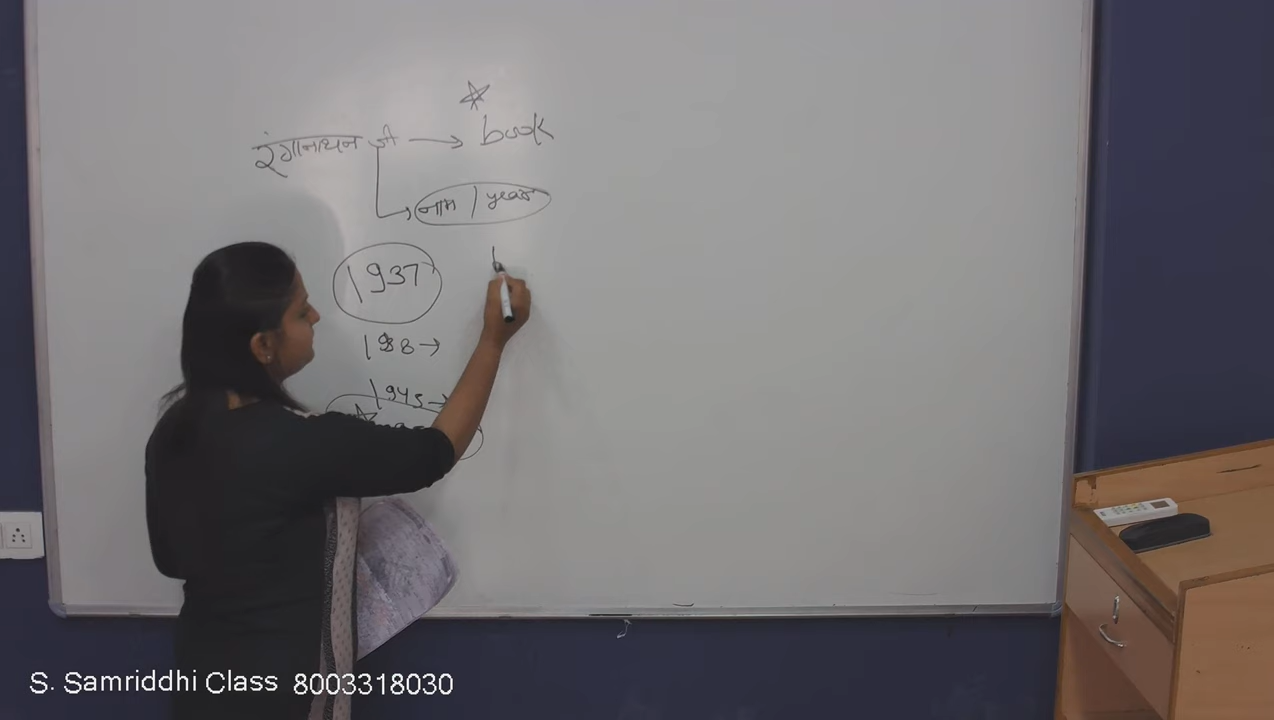 रंगानाथन जी → book
नाम / year
1937
1938 →
1945 →
S. Samriddhi Class 8003318030